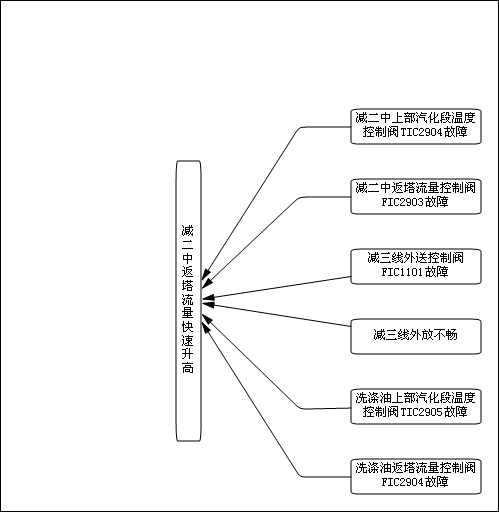 减二中上部汽化段温度
控制阀TIC2904故障
减二中返塔流量控制阀
FIC2903故障
减二中返塔流量快速升高
减三线外送控制阀
FIC1101故障
减三线外放不畅
洗涤油上部汽化段温度
控制阀TIC2905故障
洗涤油返塔流量控制阀
FIC2904故障